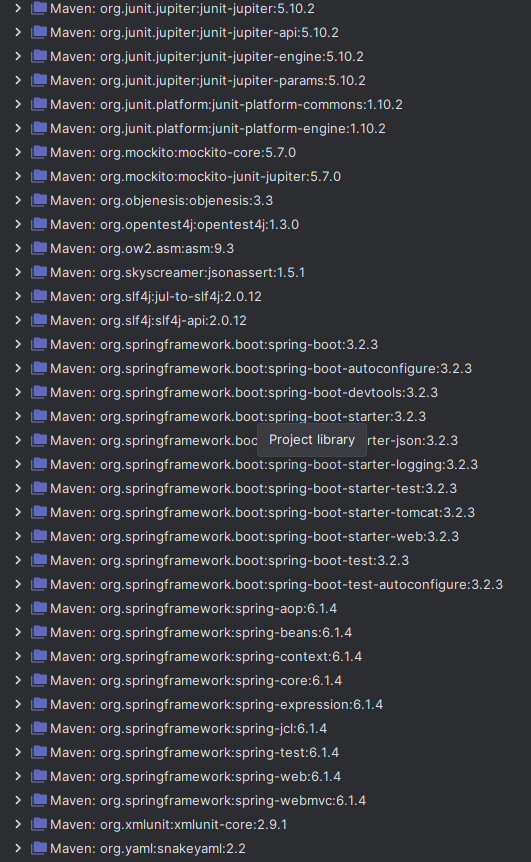 Maven: org.junit.jupiter:junit-jupiter:5.10.2
Maven: org.junit.jupiter:junit-jupiter-api:5.10.2
Maven: org.junit.jupiter:junit-jupiter-engine:5.10.2
Maven: org.junit.jupiter:junit-jupiter-params:5.10.2
Maven: org.junit.platform:junit-platform-commons:1.10.2
Maven: org.junit.platform:junit-platform-engine:1.10.2
Maven: org.mockito:mockito-core:5.7.0
Maven: org.mockito:mockito-junit-jupiter:5.7.0
Maven: org.objenesis:objenesis:3.3
Maven: org.opentest4j:opentest4j:1.3.0
Maven: org.ow2.asm:asm:9.3
Maven: org.skyscreamer:jsonassert:1.5.1
Maven: org.slf4j:jul-to-slf4j:2.0.12
Maven: org.slf4j:slf4j-api:2.0.12
Maven: org.springframework.boot:spring-boot:3.2.3
Maven: org.springframework.boot:spring-boot-autoconfigure:3.2.3
Maven: org.springframework.boot:spring-boot-devtools:3.2.3
Maven: org.springframework.boot:spring-boot-starter:3.2.3
Maven: org.springframework.boo Project library rter-json:3.2.3
Maven: org.springframework.boot:spring-boot-starter-logging:3.2.3
Maven: org.springframework.boot:spring-boot-starter-test:3.2.3
Maven: org.springframework.boot:spring-boot-starter-tomcat:3.2.3
Maven: org.springframework.boot:spring-boot-starter-web:3.2.3
Maven: org.springframework.boot:spring-boot-test:3.2.3
Maven: org.springframework.boot:spring-boot-test-autoconfigure:3.2.3
Maven: org.springframework:spring-aop:6.1.4
Maven: org.springframework:spring-beans:6.1.4
Maven: org.springframework:spring-context:6.1.4
Maven: org.springframework:spring-core:6.1.4
Maven: org.springframework:spring-expression:6.1.4
Maven: org.springframework:spring-jcl:6.1.4
Maven: org.springframework:spring-test:6.1.4
Maven: org.springframework:spring-web:6.1.4
Maven: org.springframework:spring-webmvc:6.1.4
Maven: org.xmlunit:xmlunit-core:2.9.1
Maven: org.yaml:snakeyaml:2.2